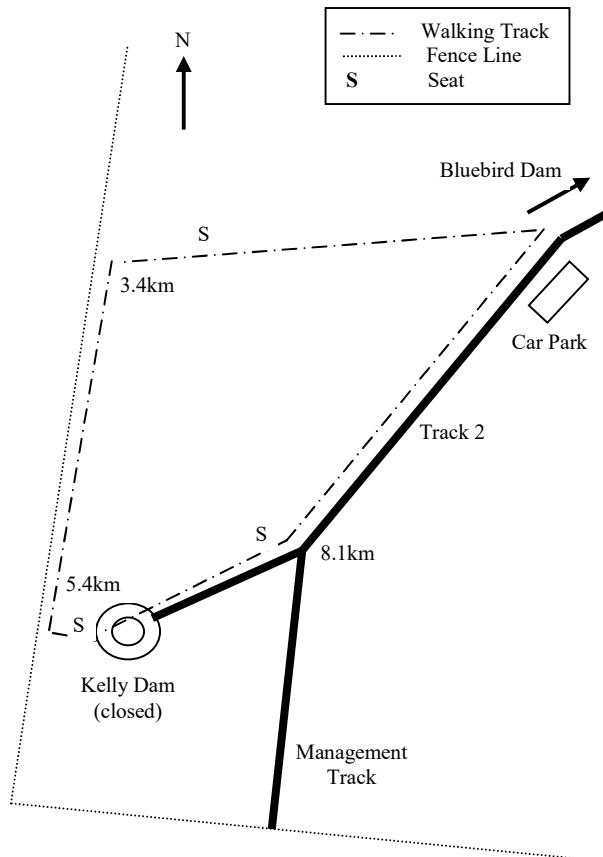 N
Walking Track
Fence Line
S Seat
Bluebird Dam
S
3.4km
Car Park
Track 2
S
8.1km
5.4km
S
Kelly Dam
(closed)
Management
Track